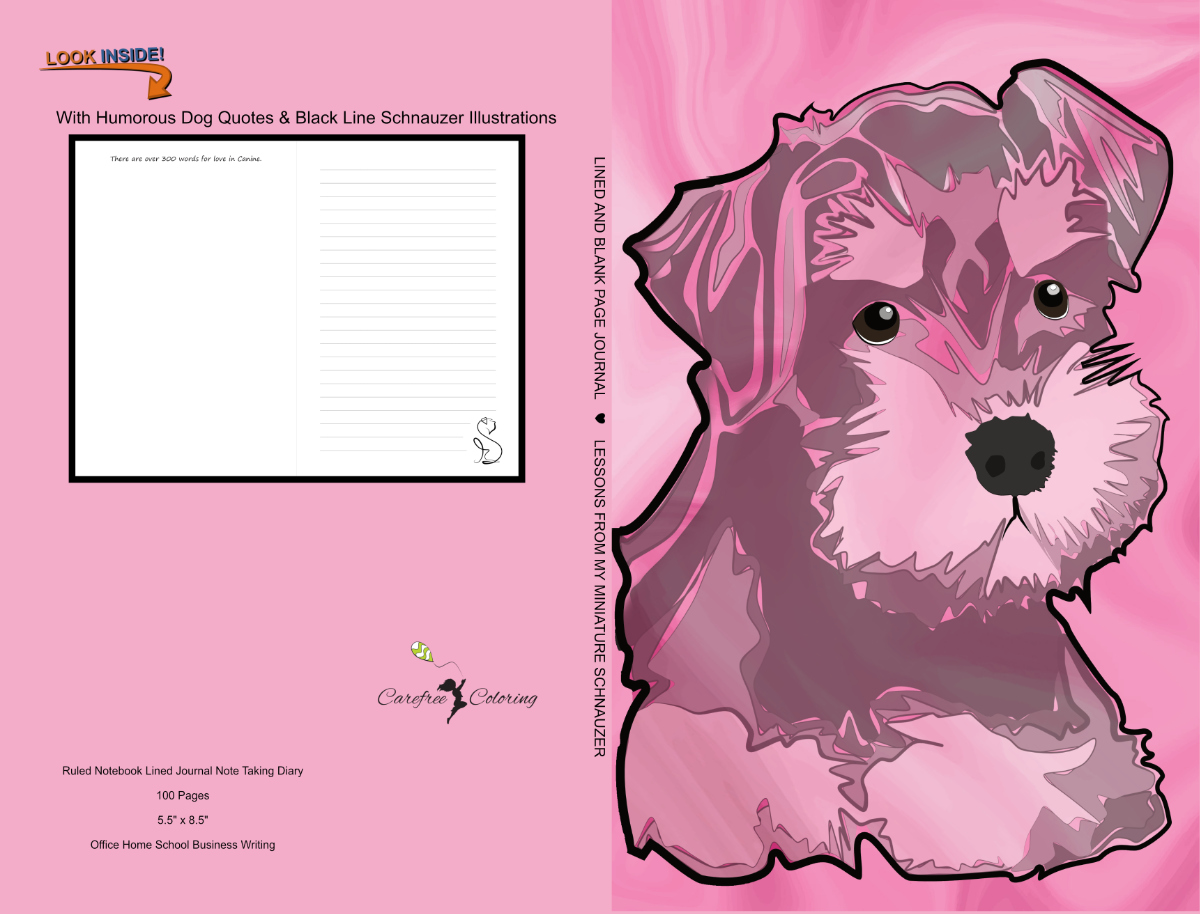 LOOK INSIDE!
With Humorous Dog Quotes & Black Line Schnauzer Illustrations
There are over 300 words for love in Canine.
Carefree Coloring
Ruled Notebook Lined Journal Note Taking Diary
100 Pages
5.5" x 8.5"
Office Home School Business Writing
LINED AND BLANK PAGE JOURNAL ♥ LESSONS FROM MY MINIATURE SCHNAUZER